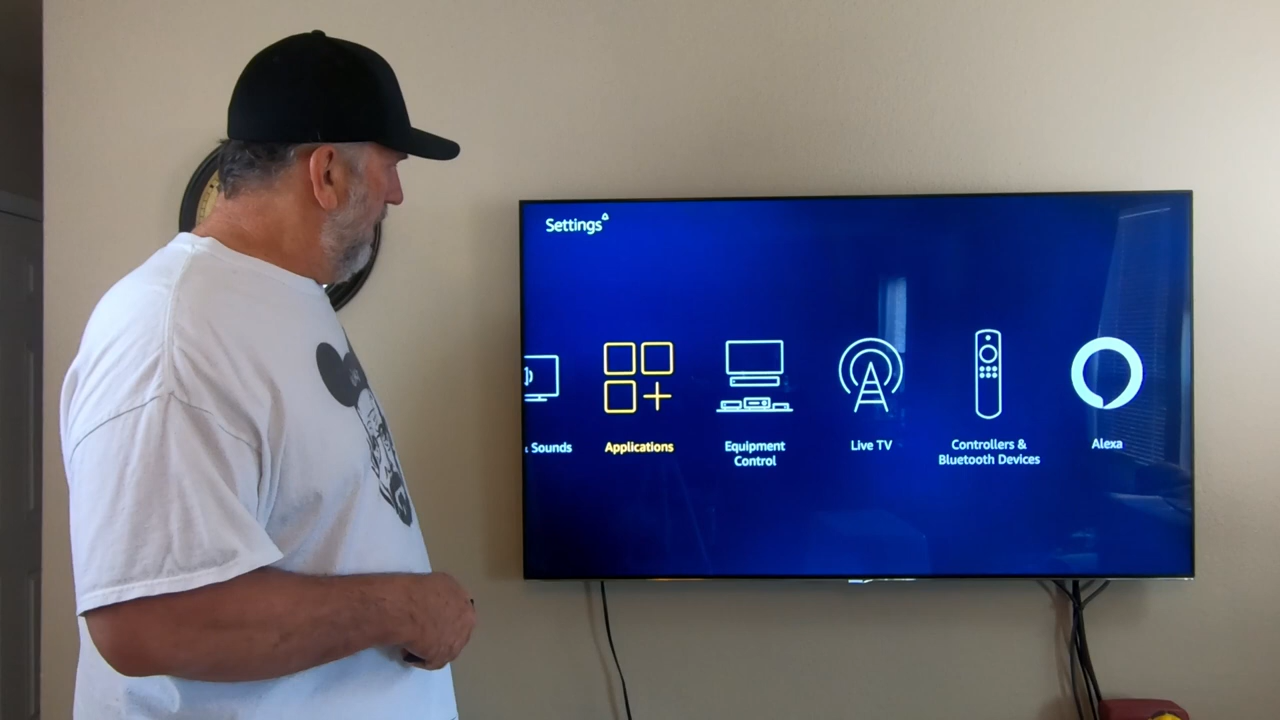 Settings
Sounds
Applications
Equipment
Control
Live TV
Controllers &
Bluetooth Devices
Alexa